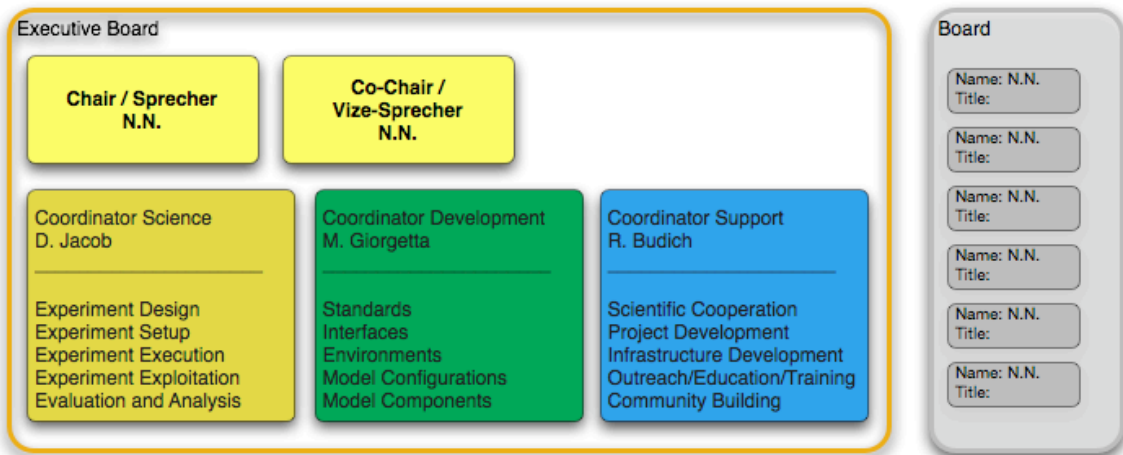 Executive Board
Chair / Sprecher
N.N.
Co-Chair /
Vize-Sprecher
N.N.
Coordinator Science
D. Jacob
Experiment Design
Experiment Setup
Experiment Execution
Experiment Exploitation
Evaluation and Analysis
Coordinator Development
M. Giorgetta
Standards
Interfaces
Environments
Model Configurations
Model Components
Coordinator Support
R. Budich
Scientific Cooperation
Project Development
Infrastructure Development
Outreach/Education/Training
Community Building
Board
Name: N.N.
Title:
Name: N.N.
Title:
Name: N.N.
Title:
Name: N.N.
Title:
Name: N.N.
Title:
Name: N.N.
Title: